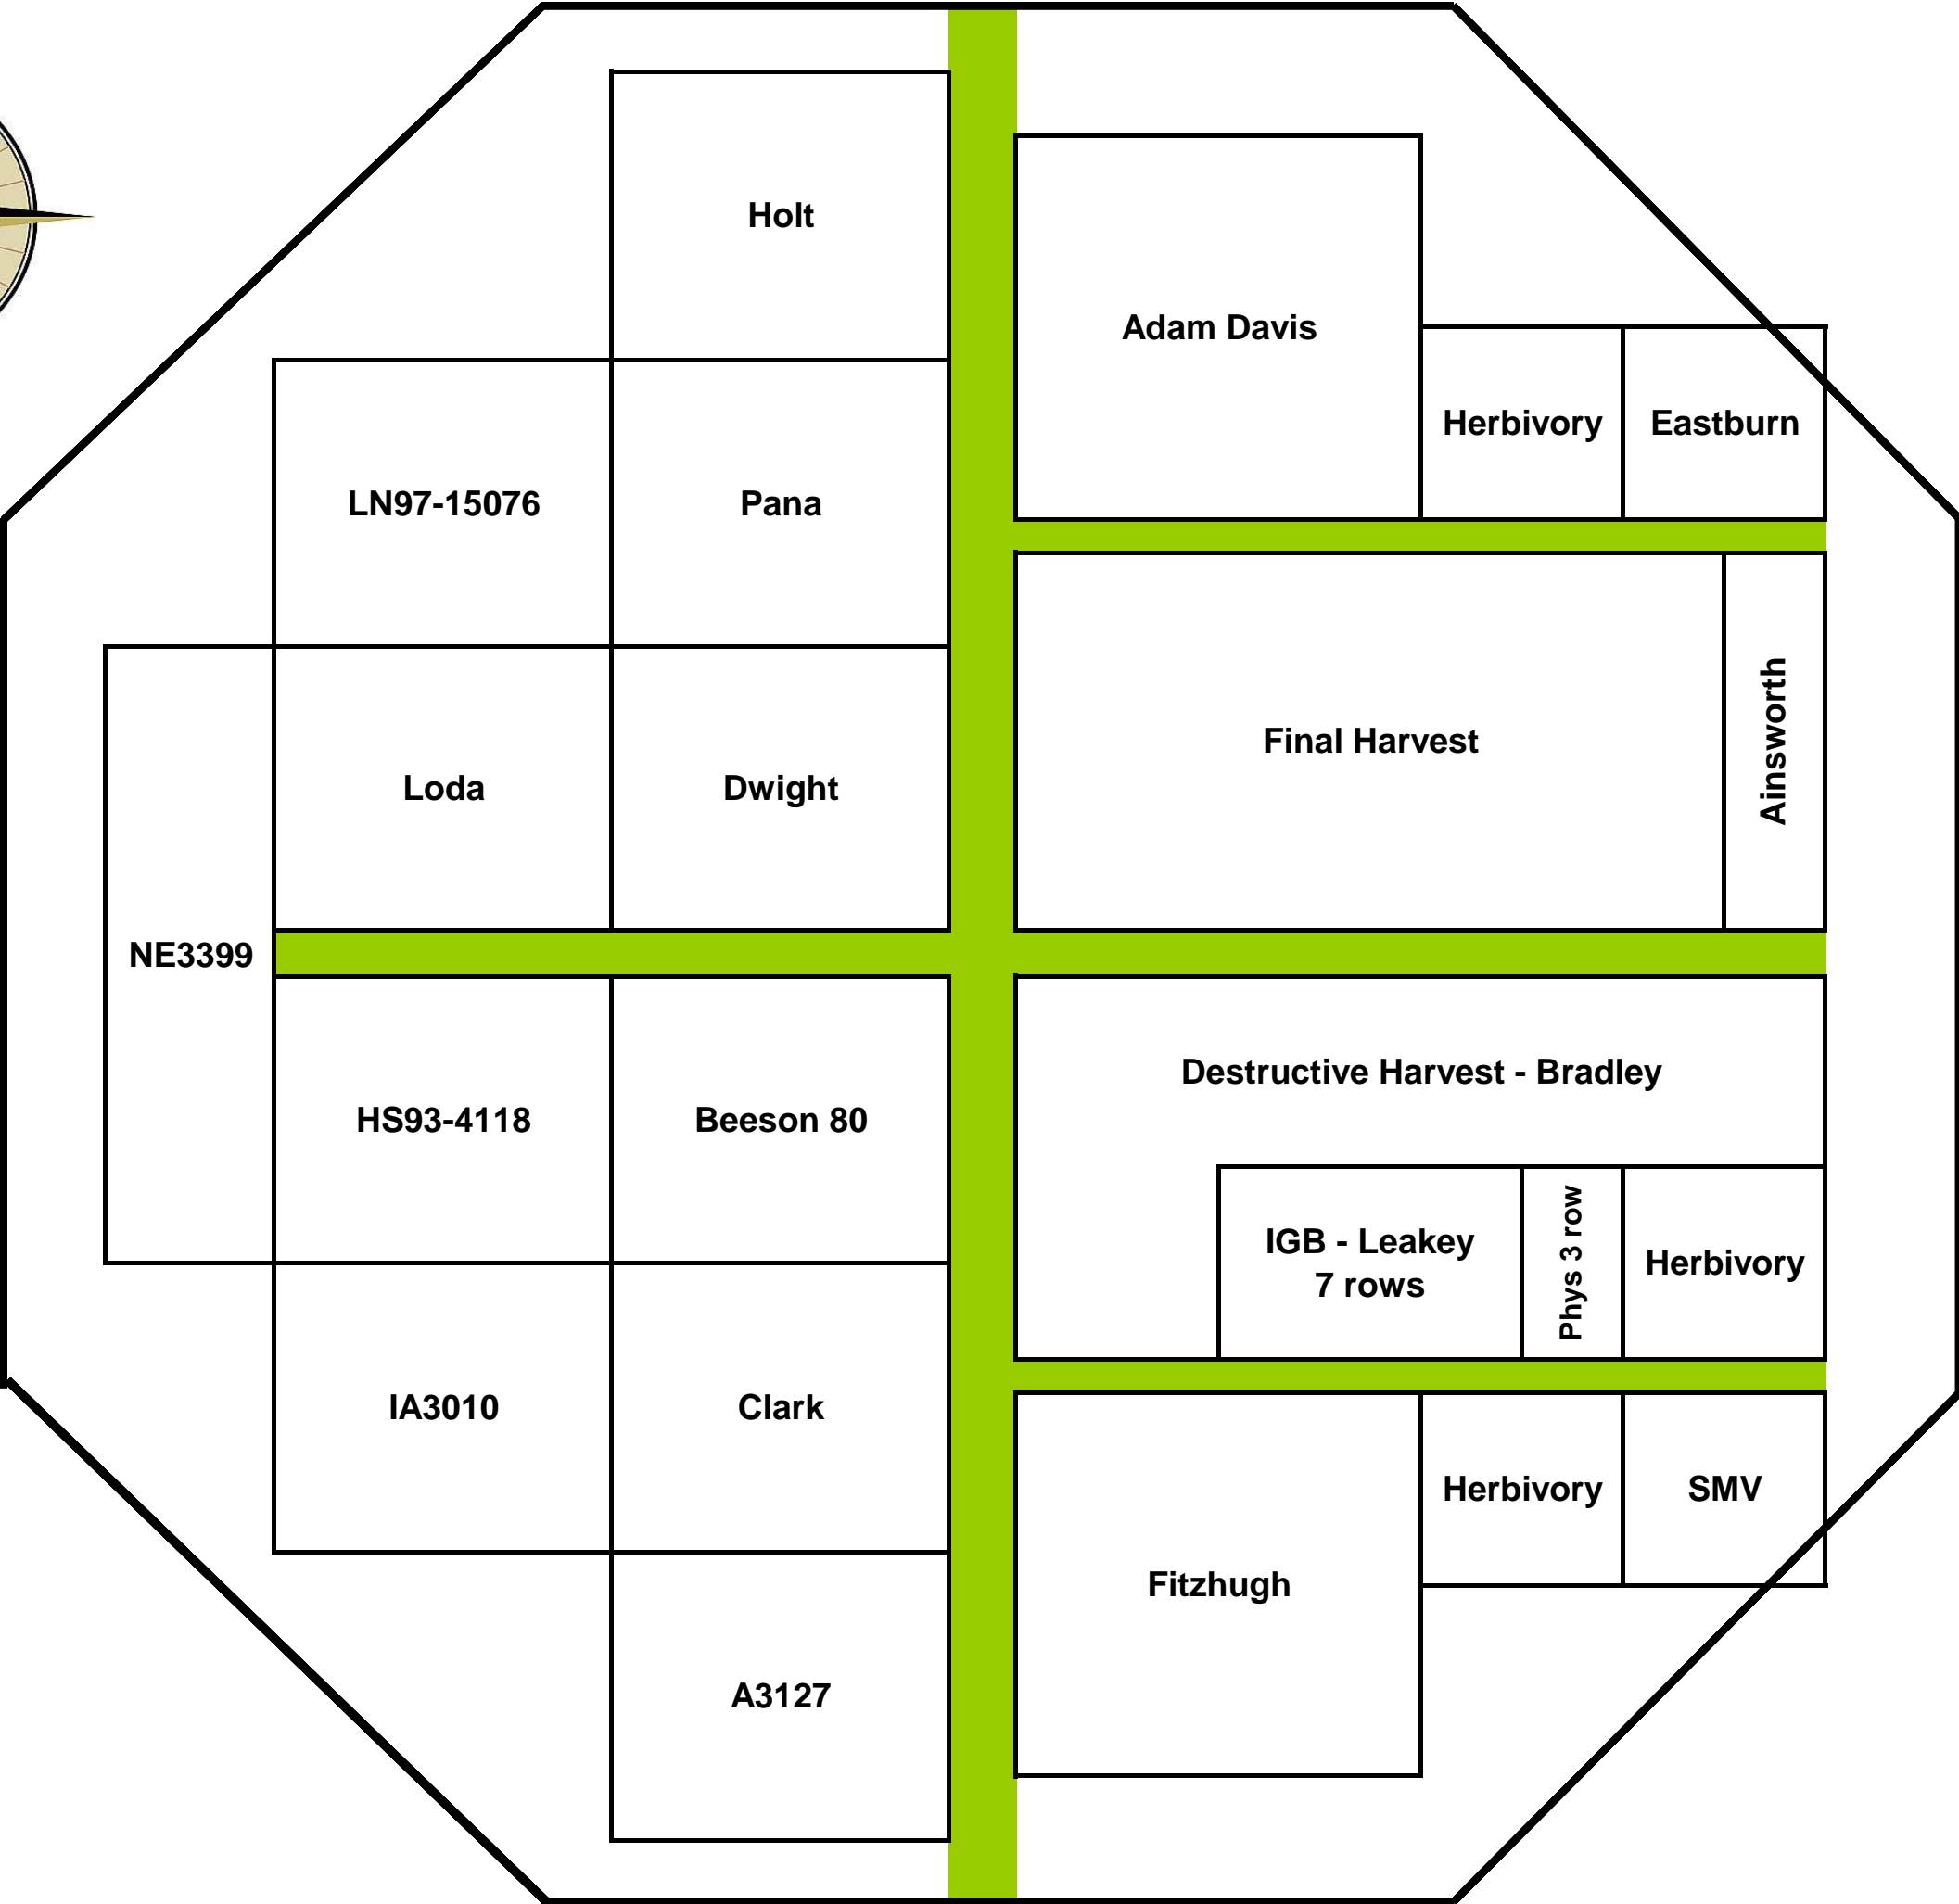 Holt
Adam Davis
Herbivory
Eastburn
LN97-15076
Pana
Final Harvest
Ainsworth
Loda
Dwight
NE3399
Destructive Harvest - Bradley
HS93-4118
Beeson 80
IGB - Leakey
7 rows
Phys 3 row
Herbivory
IA3010
Clark
Herbivory
SMV
Fitzhugh
A3127